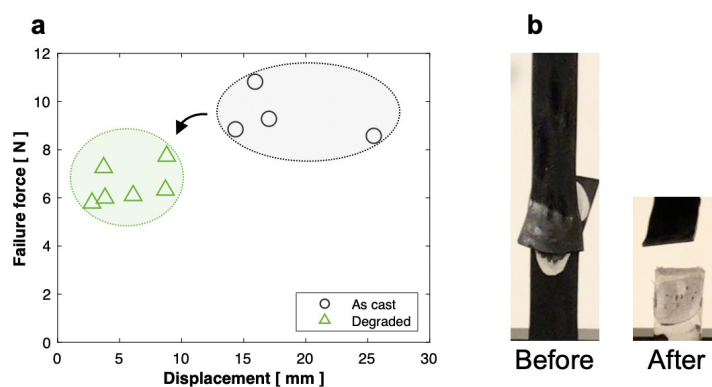 a
b
12
10
8
6
4
2
0
Failure force [ N ]
As cast
Degraded
0 5 10 15 20 25 30
Displacement [ mm ]
Before
After